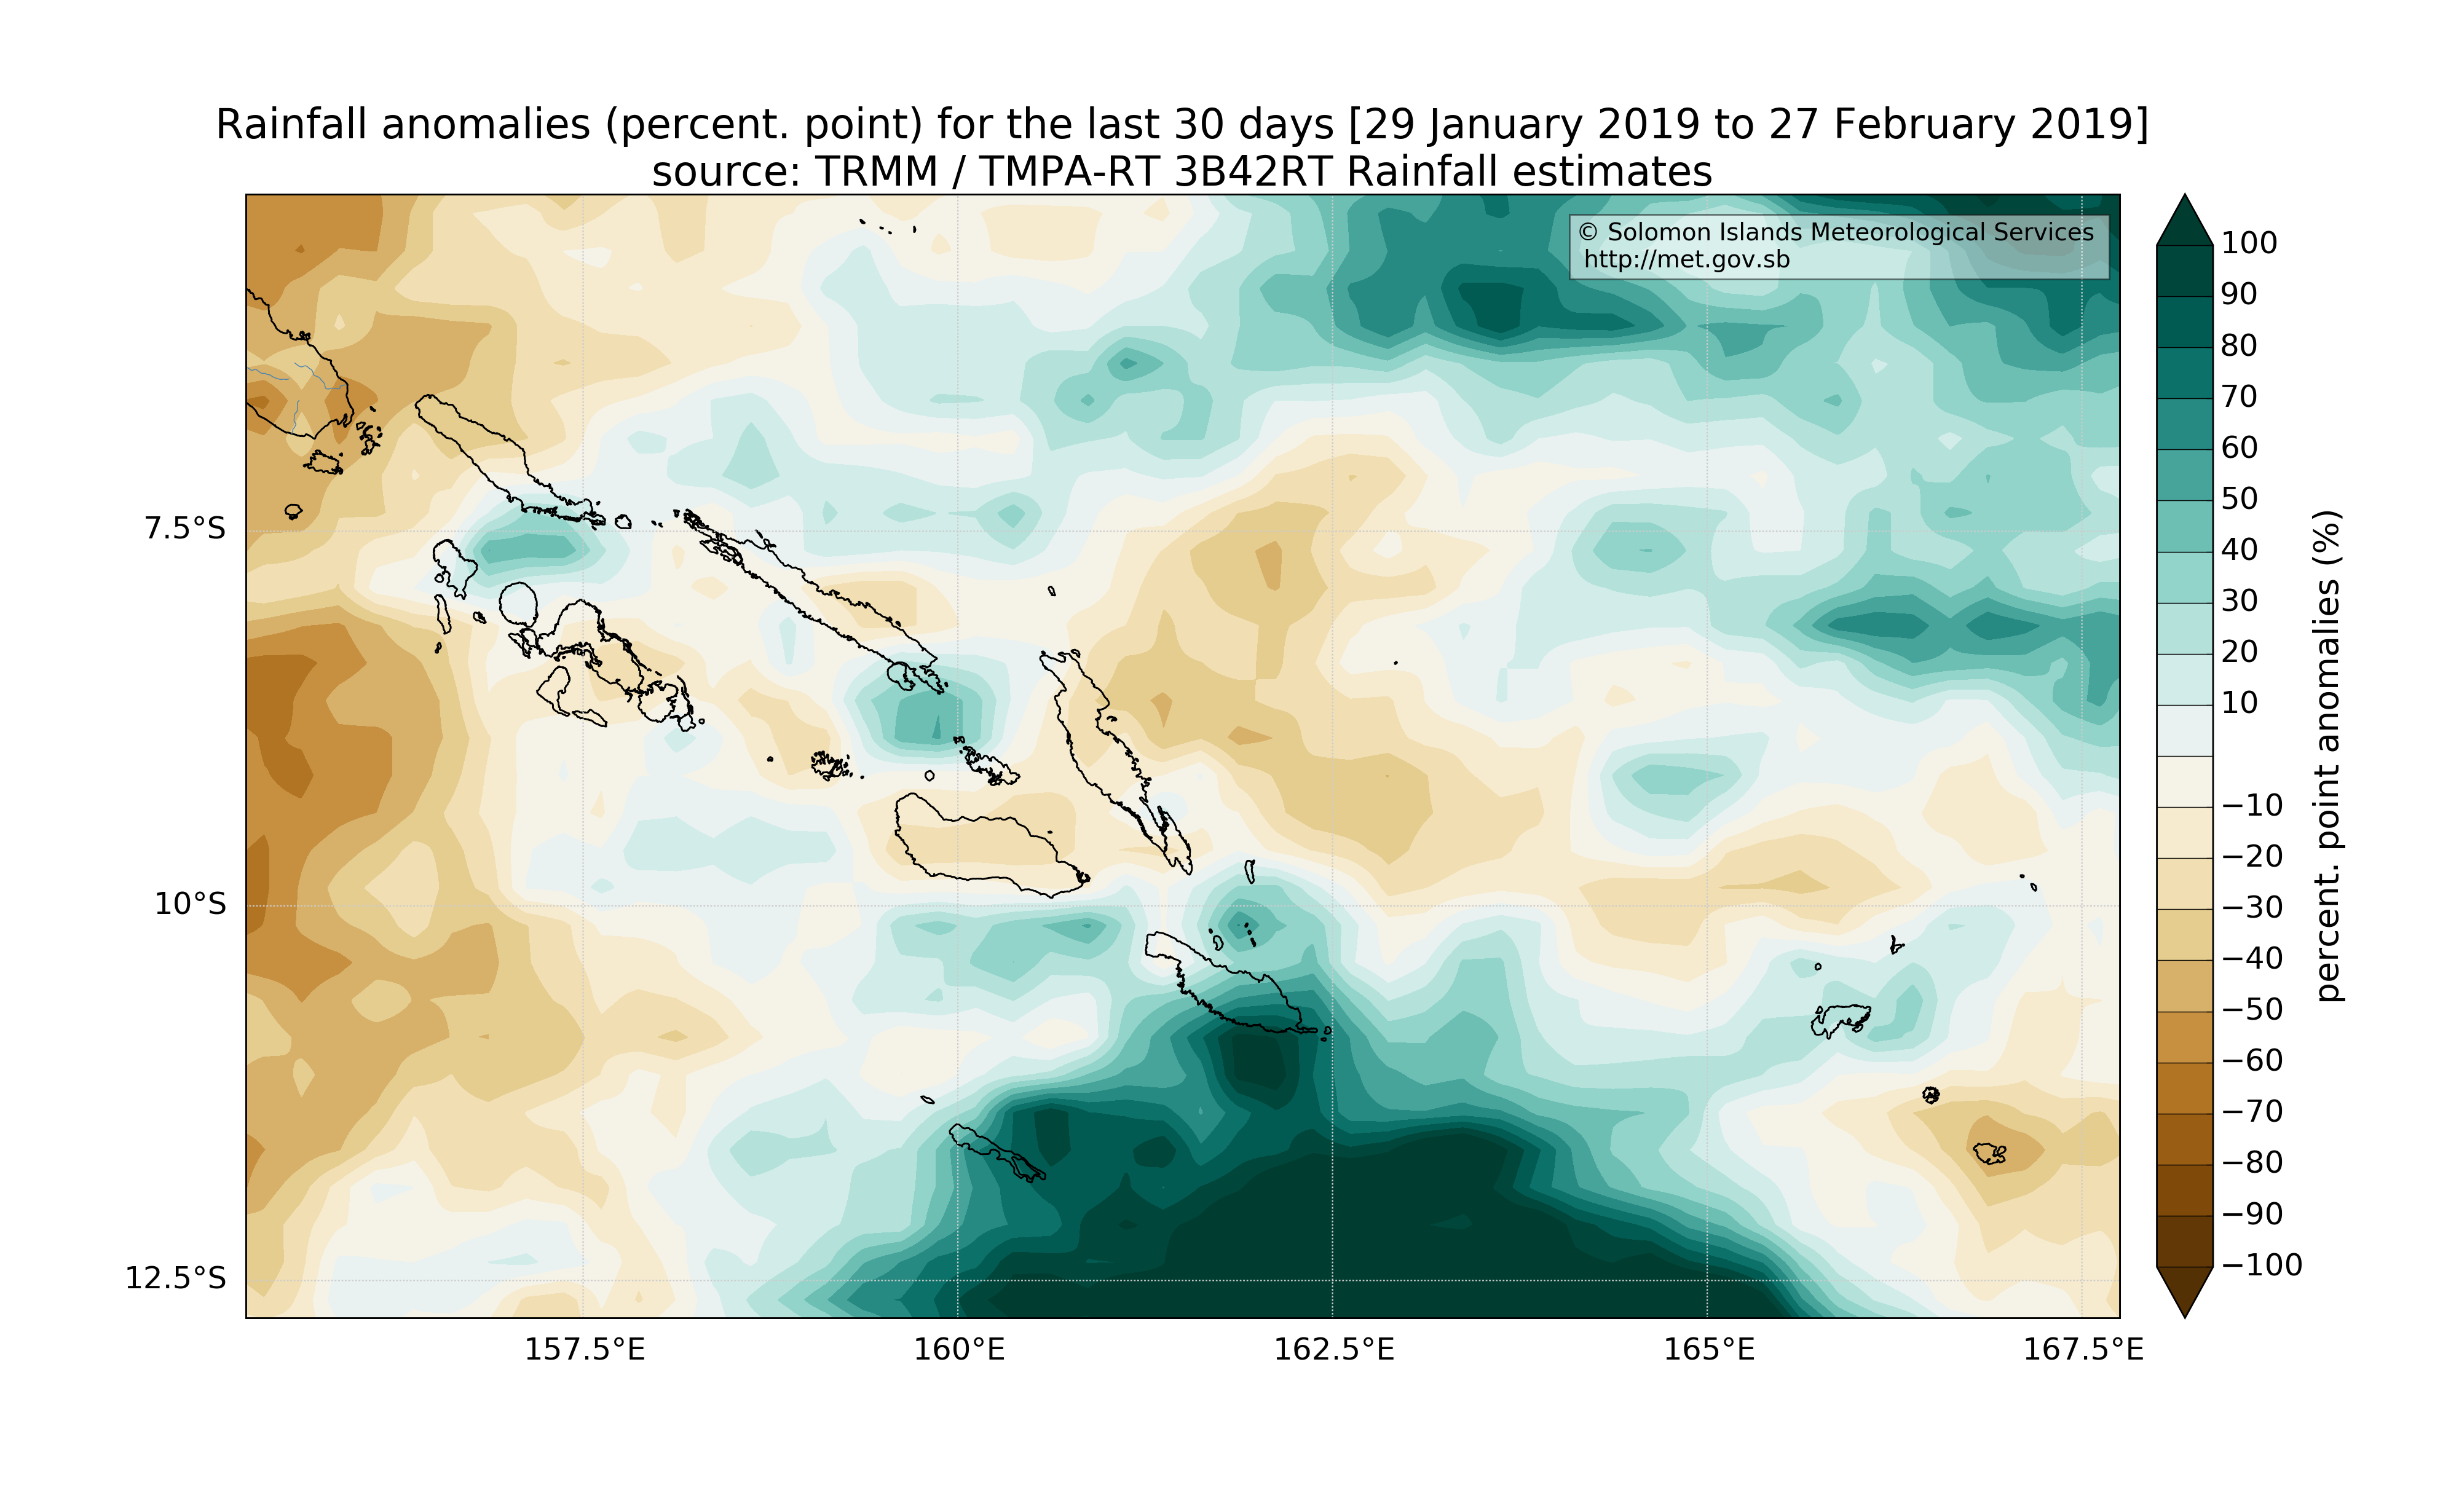 Rainfall anomalies (percent. point) for the last 30 days [29 January 2019 to 27 February 2019]
source: TRMM / TMPA-RT 3B42RT Rainfall estimates
© Solomon Islands Meteorological Services
http://met.gov.sb
7.5°S
10°S
12.5°S
157.5°E
160°E
162.5°E
165°E
167.5°E
100
90
80
70
60
50
40
30
20
10
−10
−20
−30
−40
−50
−60
−70
−80
−90
−100
percent. point anomalies (%)